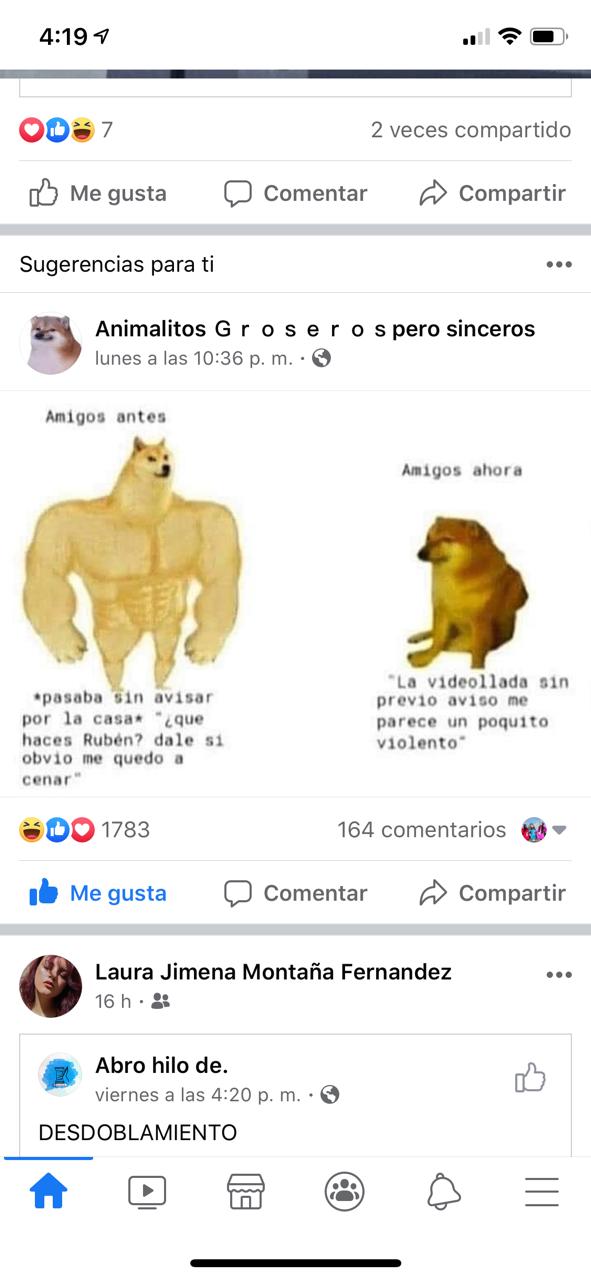 4:19
7
2 veces compartido
Me gusta Comentar Compartir
Sugerencias para ti
Animalitos G r o s e r o s pero sinceros
lunes a las 10:36 p. m. ·
Amigos antes
*pasaba sin avisar
por la casa* "¿que
haces Rubén? dale si
obvio me quedo a
cenar"
Amigos ahora
"La videollada sin
previo aviso me
parece un poquito
violento"
1783
164 comentarios
Me gusta Comentar Compartir
Laura Jimena Montaña Fernandez
16 h ·
Abro hilo de.
viernes a las 4:20 p. m. ·
DESDOBLAMIENTO